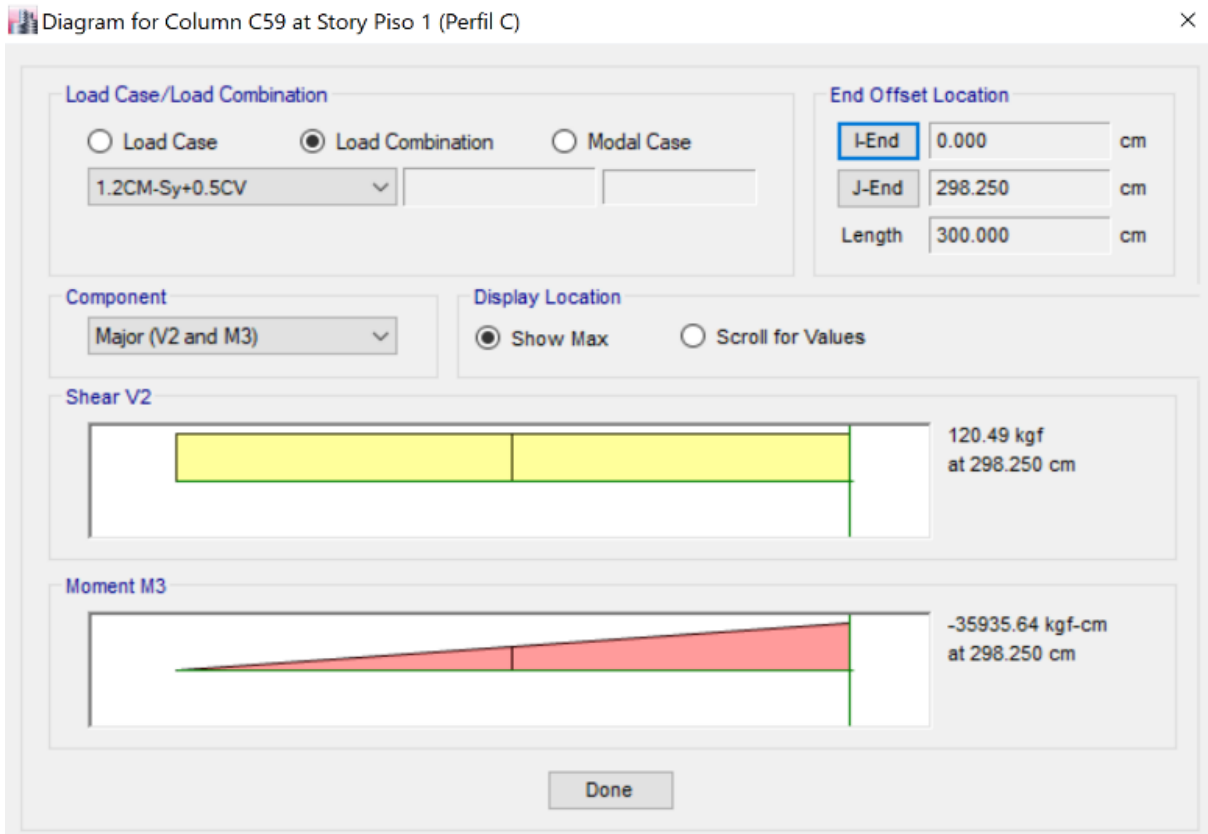 Diagram for Column C59 at Story Piso 1 (Perfil C)
Load Case/Load Combination
Load Case Load Combination Modal Case
1.2CM-Sy+0.5CV
End Offset Location
I-End 0.000 cm
J-End 298.250 cm
Length 300.000 cm
Component
Major (V2 and M3)
Display Location
Show Max Scroll for Values
Shear V2
120.49 kgf
at 298.250 cm
Moment M3
-35935.64 kgf-cm
at 298.250 cm
Done